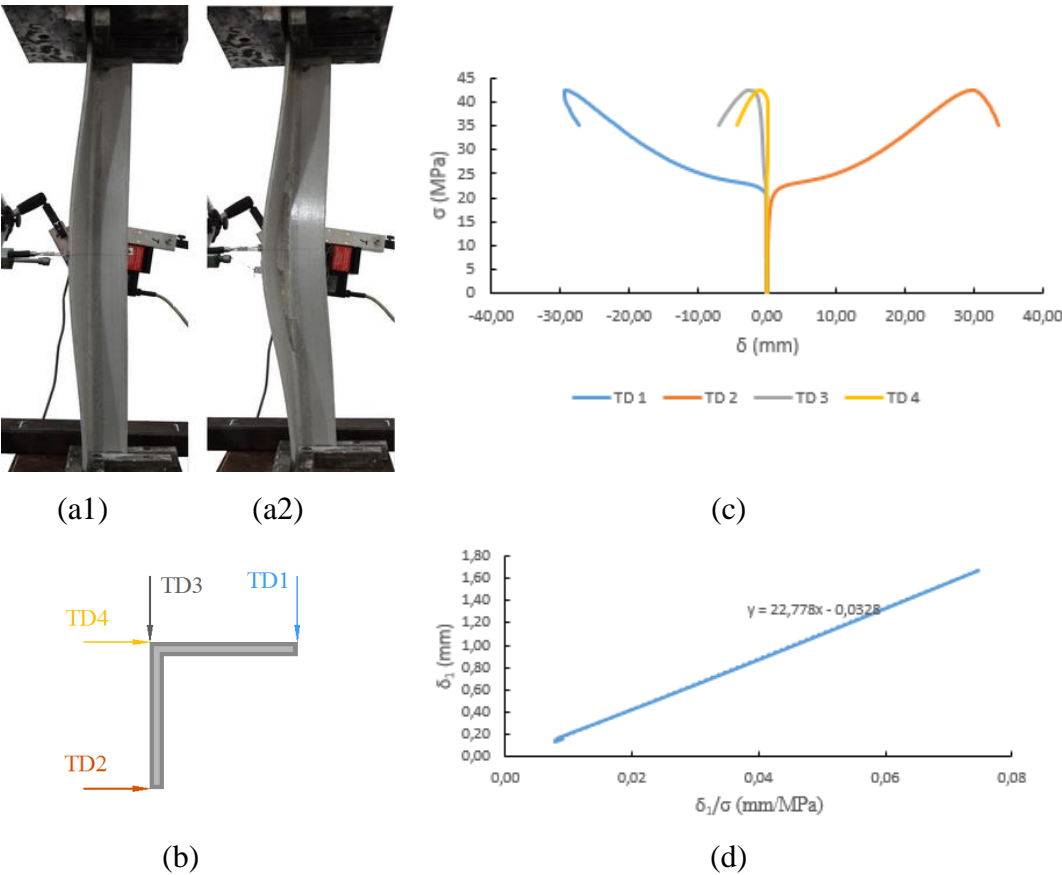 45
40
35
30
25
20
15
10
5
0
σ (MPa)
-40,00 -30,00 -20,00 -10,00 0,00 10,00 20,00 30,00 40,00
δ (mm)
TD 1 TD 2 TD 3 TD 4
(a1) (a2) (c)
TD3 TD1
TD4
TD2
(b)
1,80
1,60
1,40
1,20
1,00
0,80
0,60
0,40
0,20
0,00
δ₁ (mm)
y = 22,778x - 0,0328
0,00 0,02 0,04 0,06 0,08
δ₁/σ (mm/MPa)
(d)